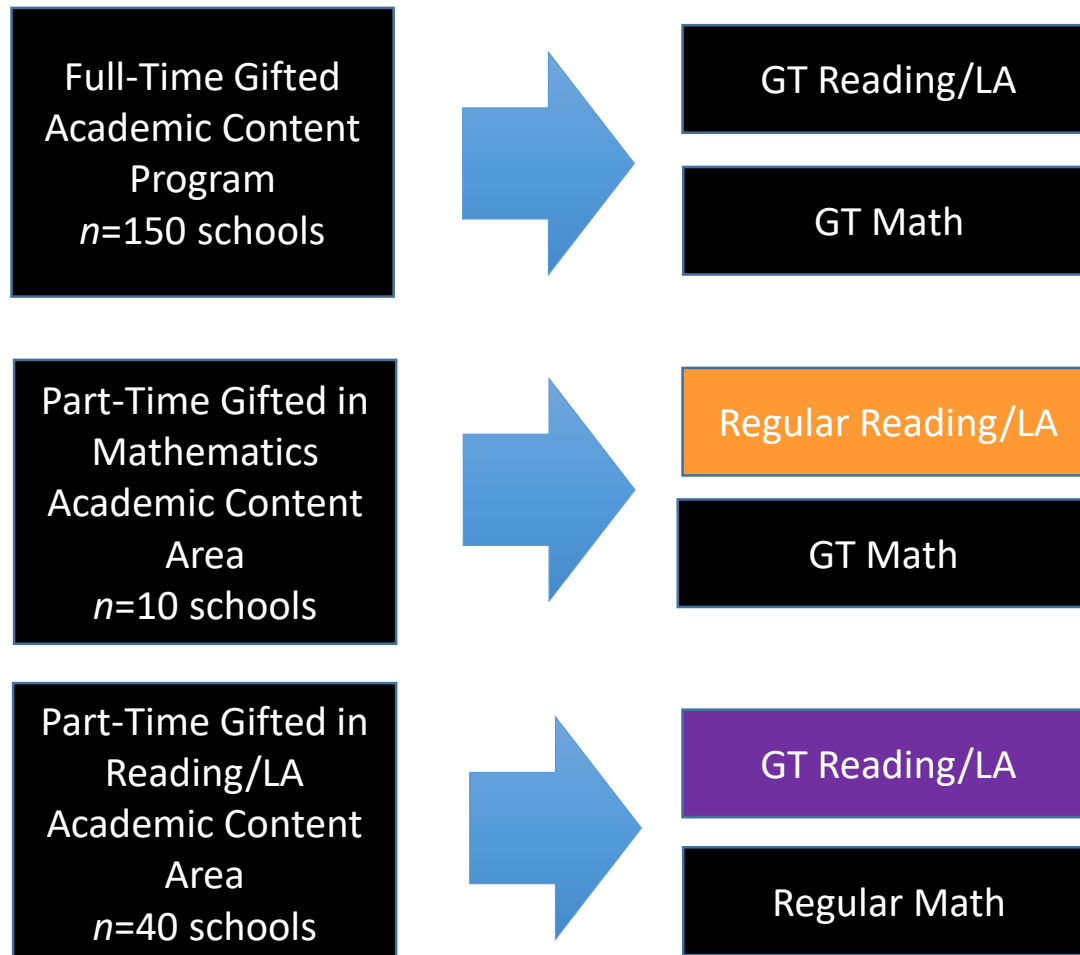 Full-Time Gifted
Academic Content
Program
n=150 schools
GT Reading/LA
GT Math
Part-Time Gifted in
Mathematics
Academic Content
Area
n=10 schools
Regular Reading/LA
GT Math
Part-Time Gifted in
Reading/LA
Academic Content
Area
n=40 schools
GT Reading/LA
Regular Math